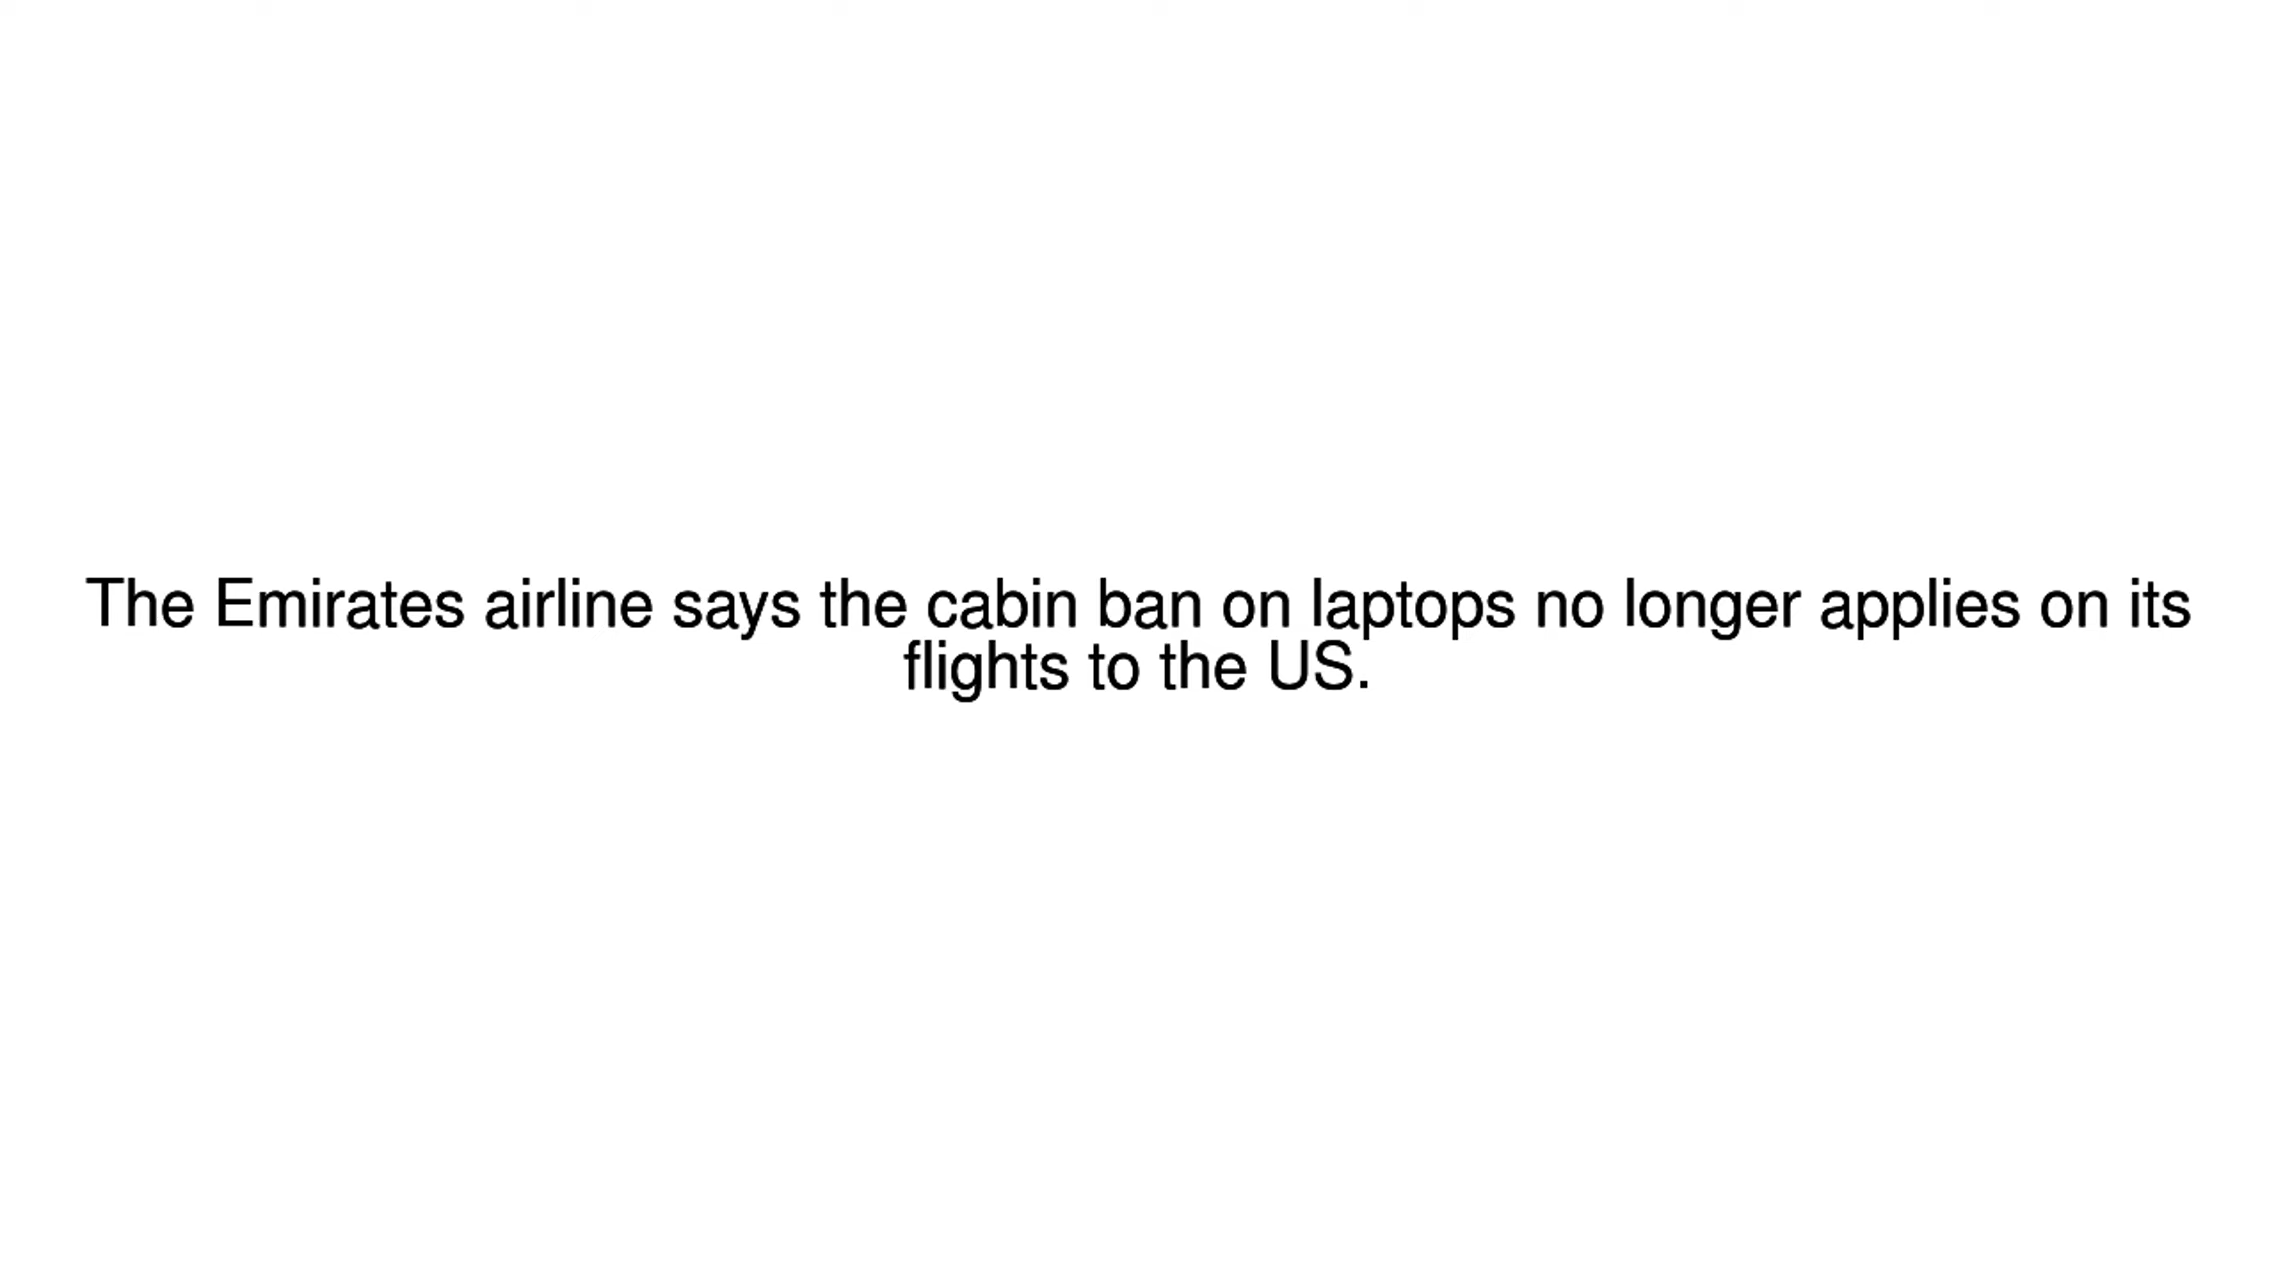 The Emirates airline says the cabin ban on laptops no longer applies on its
flights to the US.